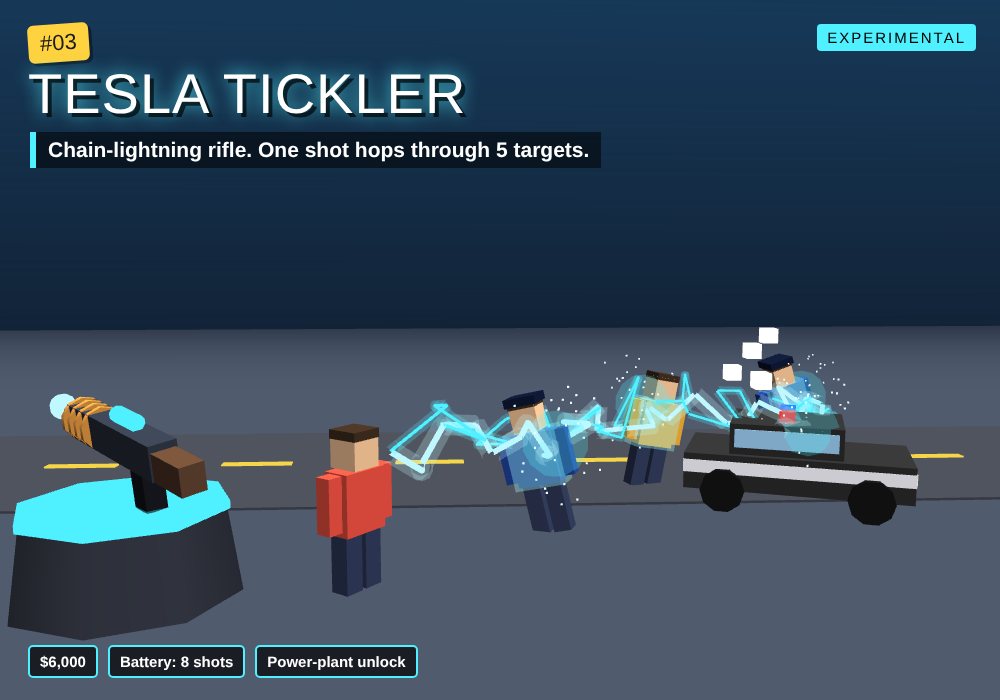 #03
EXPERIMENTAL
TESLA TICKLER
Chain-lightning rifle. One shot hops through 5 targets.
$6,000
Battery: 8 shots
Power-plant unlock